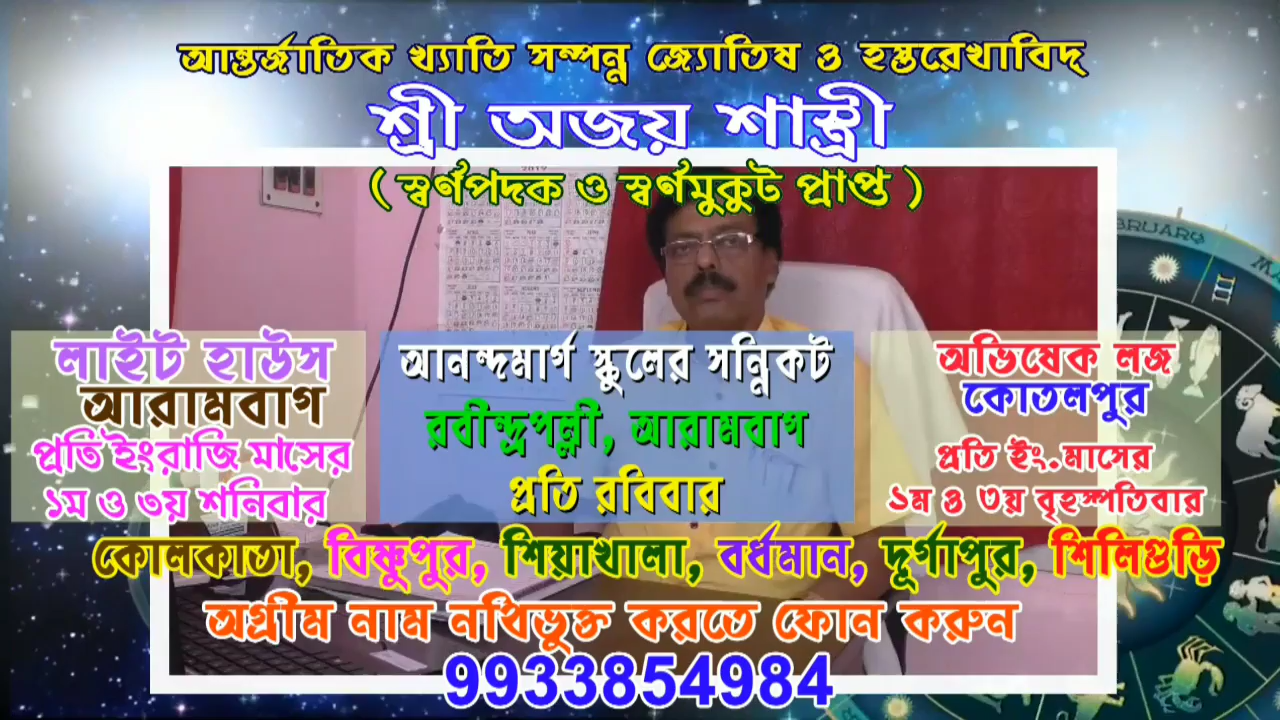 আন্তর্জাতিক খ্যাতি সম্পন্ন জ্যোতিষ ও হস্তরেখাবিদ্
শ্রী অজয় শাস্ত্রী
( স্বর্ণপদক ও স্বর্ণমুকুট প্রাপ্ত )
লাইট হাউস
আরামবাগ
প্রতি ইংরাজি মাসের
১ম ও ৩য় শনিবার
আনন্দমার্গ স্কুলের সন্নিকট
রবীন্দ্রপল্লী, আরামবাগ
প্রতি রবিবার
অভিষেক লজ
কোতলপুর
প্রতি ইং.মাসের
১ম ও ৩য় বৃহস্পতিবার
কোলকাতা, বিষ্ণুপুর, শিয়াখালা, বর্ধমান, দূর্গাপুর, শিলিগুড়ি
অগ্রীম নাম নথিভুক্ত করতে ফোন করুন
9933854984
BRUARY
2019